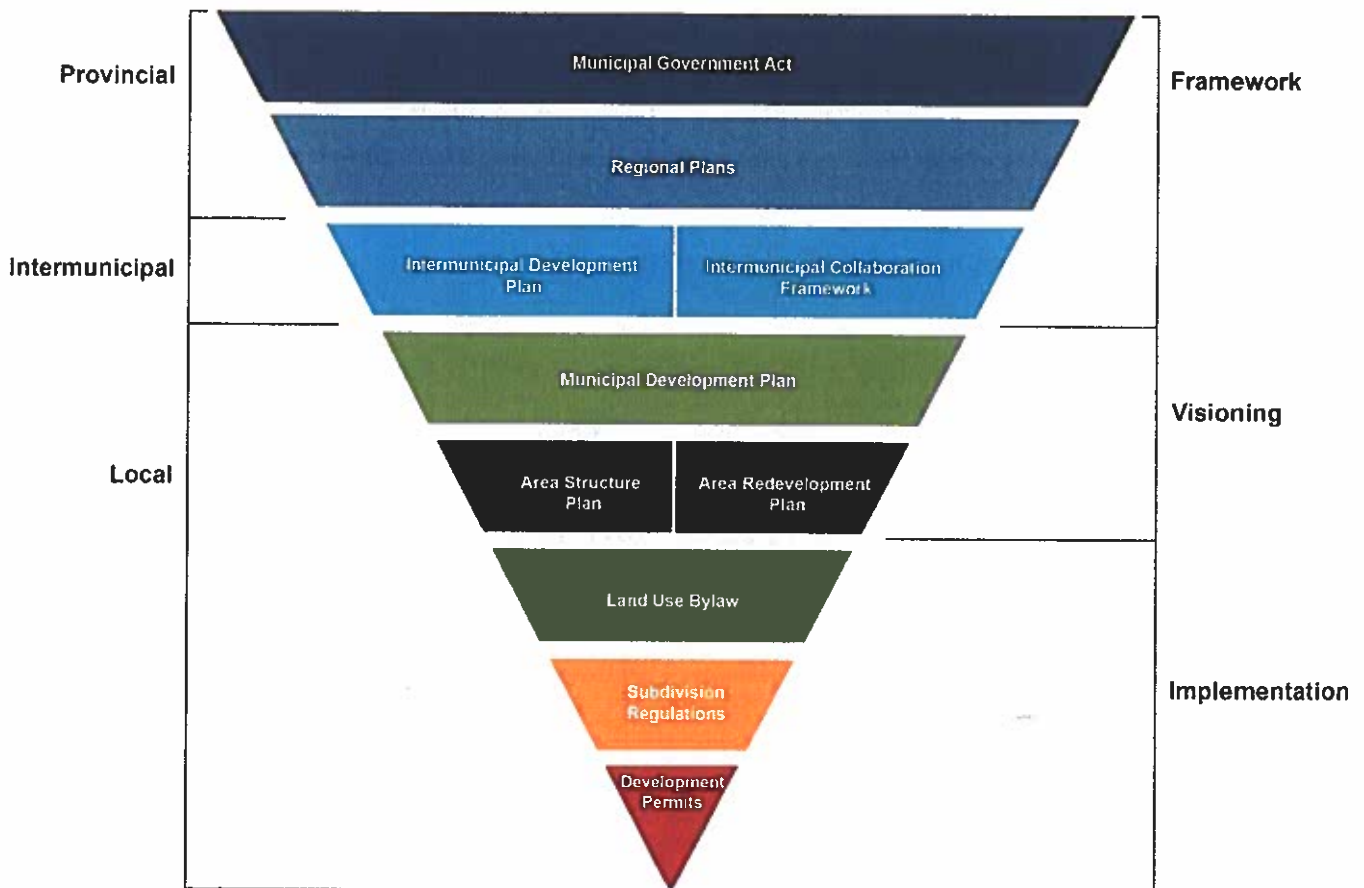 Provincial
Municipal Government Act
Framework
Regional Plans
Intermunicipal
Intermunicipal Development
Plan
Intermunicipal Collaboration
Framework
Municipal Development Plan
Visioning
Local
Area Structure
Plan
Area Redevelopment
Plan
Land Use Bylaw
Subdivision
Regulations
Implementation
Development
Permits